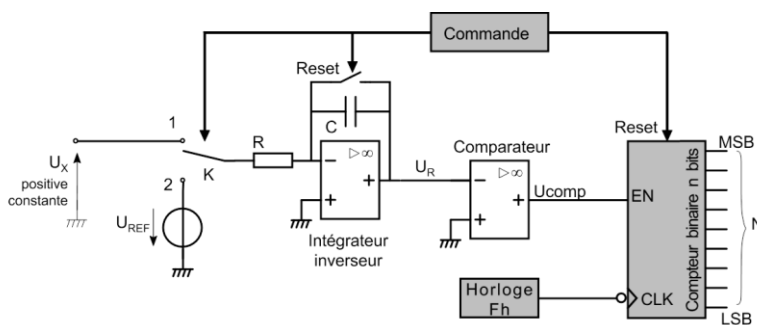 Commande
Reset
1
R
C
▷∞
−
+
+
Intégrateur
inverseur
U_R
Comparateur
▷∞
−
+
+
Ucomp
Reset
MSB
EN
Compteur binaire n bits
N
CLK
LSB
U_X
positive
constante
K
2
U_REF
Horloge
Fh